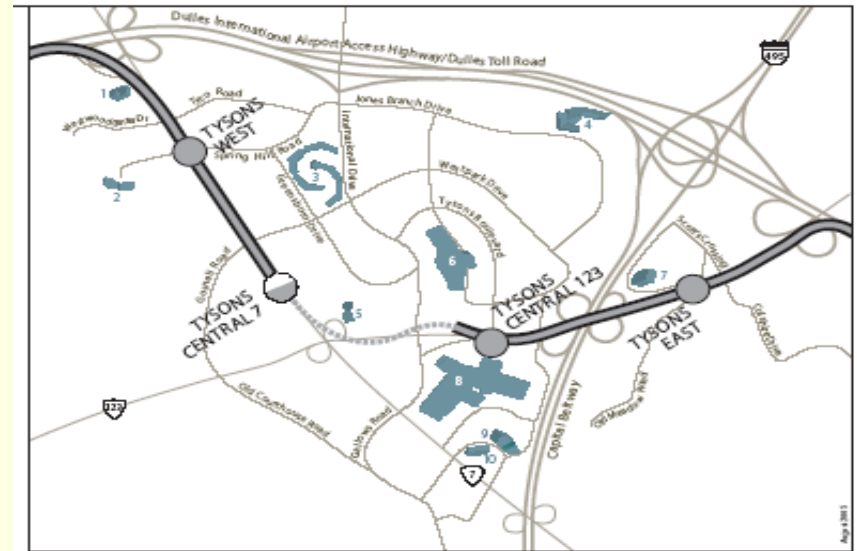 Dulles International Airport Access Highway/Dulles Toll Road
495
1
Tyco Road
Westwood Center Dr
TYSONS
WEST
Spring Hill Road
2
3
International Drive
Jones Branch Drive
4
Greensboro Drive
Westpark Drive
Tysons Boulevard
6
Gosnell Road
TYSONS
CENTRAL 7
5
TYSONS
CENTRAL 123
Scotts Crossing
7
TYSONS
EAST
Colshire Drive
Old Meadow Road
123
Old Courthouse Road
Gallows Road
8
9
10
7
Capital Beltway